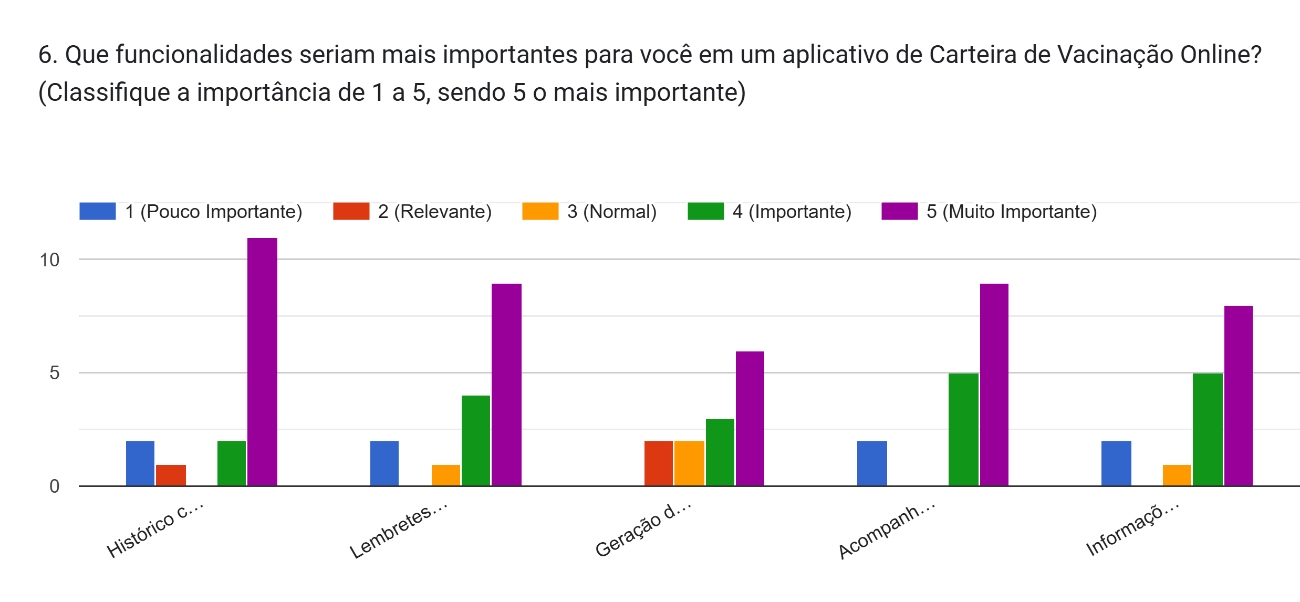 6. Que funcionalidades seriam mais importantes para você em um aplicativo de Carteira de Vacinação Online?
(Classifique a importância de 1 a 5, sendo 5 o mais importante)
1 (Pouco Importante) 2 (Relevante) 3 (Normal) 4 (Importante) 5 (Muito Importante)
10
5
0
Histórico c…
Lembretes…
Geração d…
Acompanh…
Informaçõ…